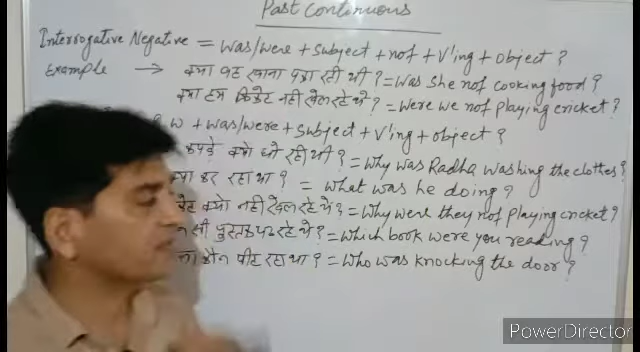 Past Continuous
Interrogative Negative = was/were + subject + not + V'ing + object ?
Example → क्या वह खाना पका रही थी ? = Was she not cooking food ?
क्या हम क्रिकेट नही खेल रहे थे ? = Were we not playing cricket ?
W + was/were + subject + V'ing + object ?
कपड़े क्यो धो रही थी ? = Why was Radha washing the clothes ?
कर रहा था ? = What was he doing ?
क्यो नही खेल रहे थे ? = Why were they not playing cricket ?
सी पुस्तक पढ रहे थे ? = Which book were you reading ?
कौन पीट रहा था ? = Who was knocking the door ?
PowerDirector